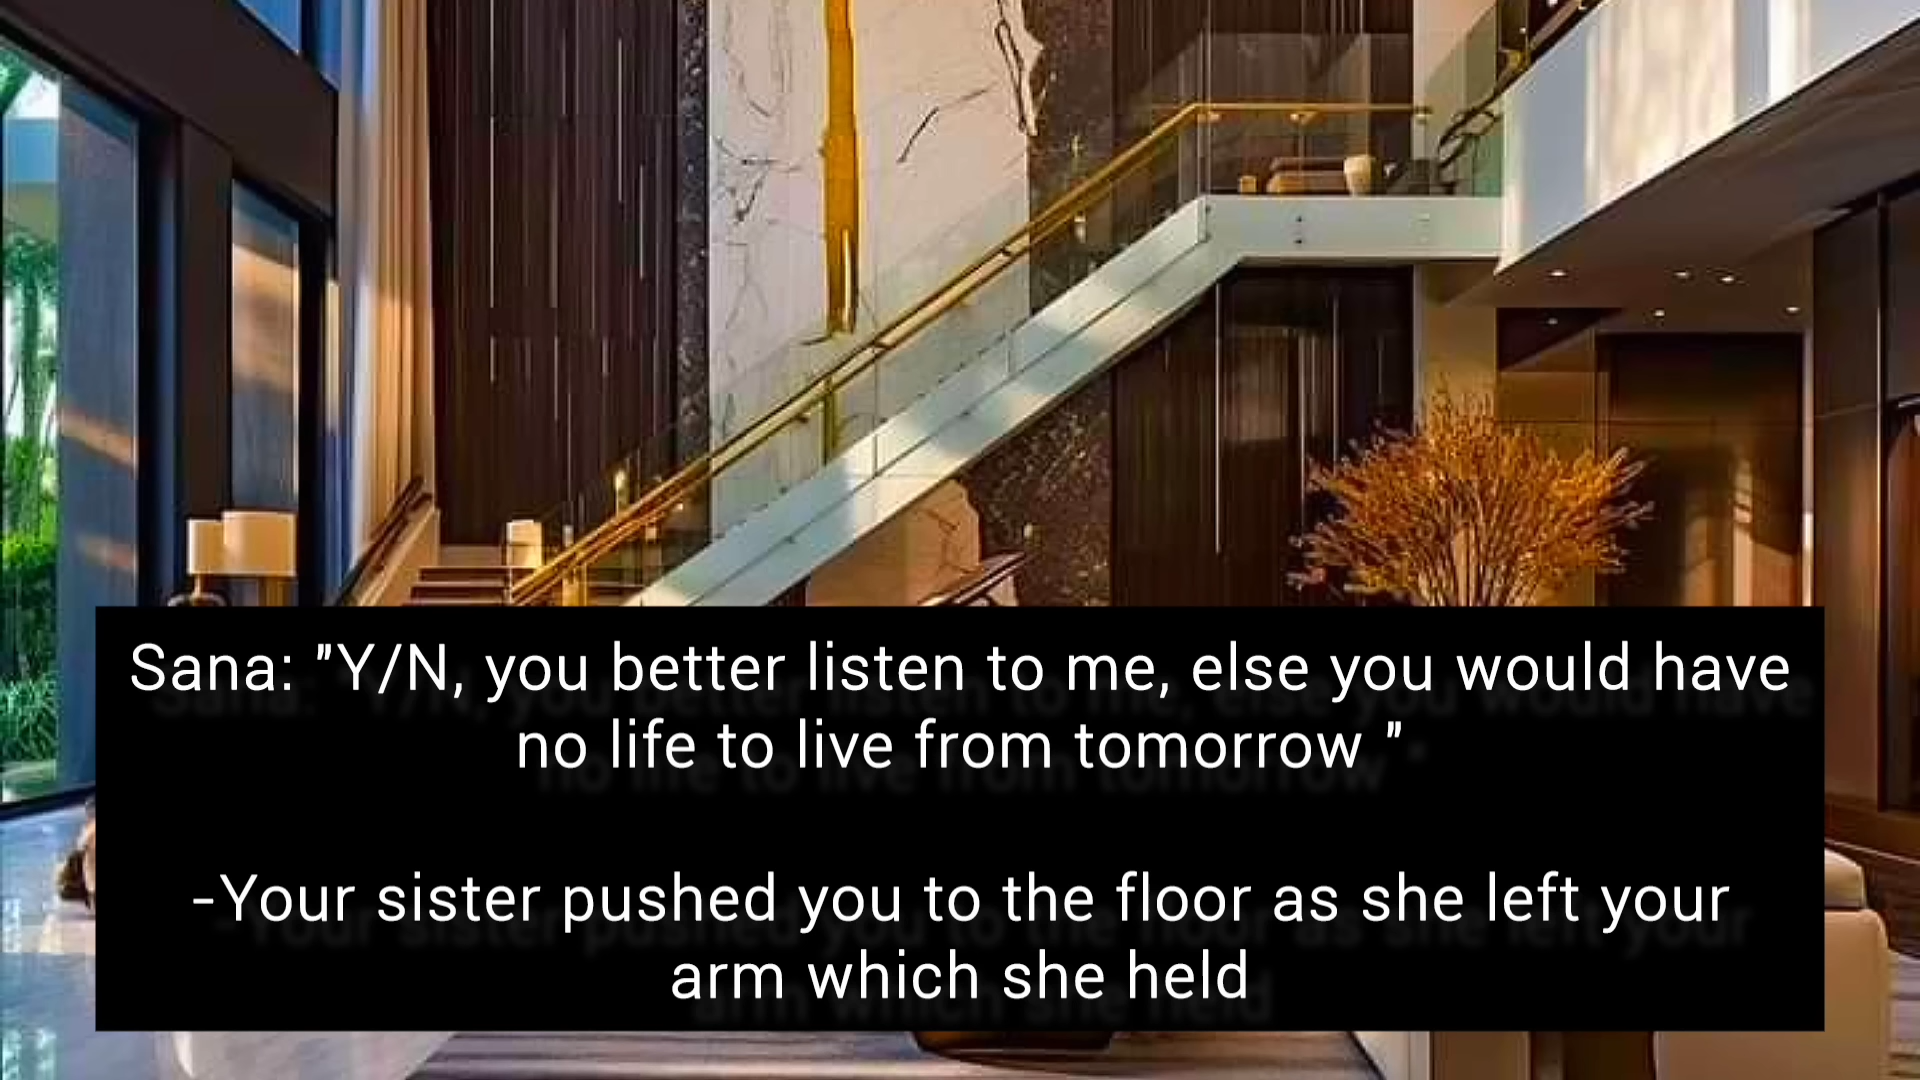 Sana: "Y/N, you better listen to me, else you would have
no life to live from tomorrow "
-Your sister pushed you to the floor as she left your
arm which she held